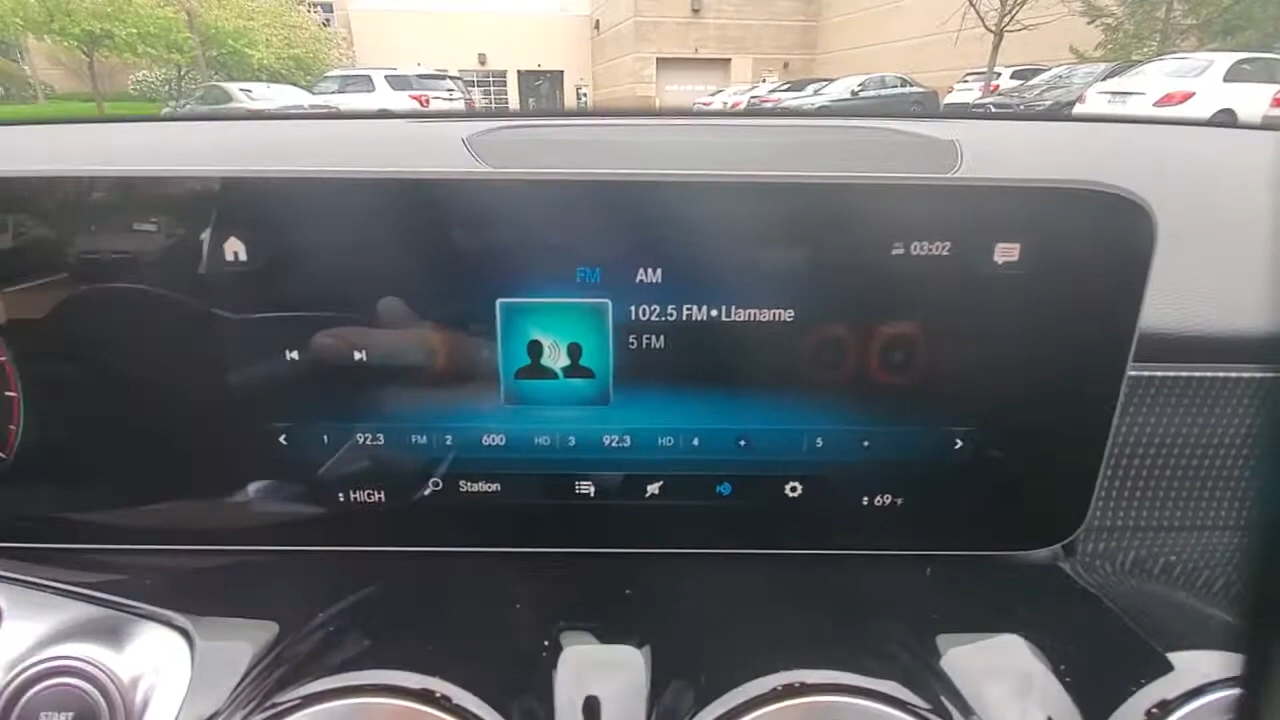 03:02
FM AM
102.5 FM•Llamame
5 FM
1 92.3 FM 2 600 HD 3 92.3 HD 4 + 5 +
HIGH Station 69°F
START